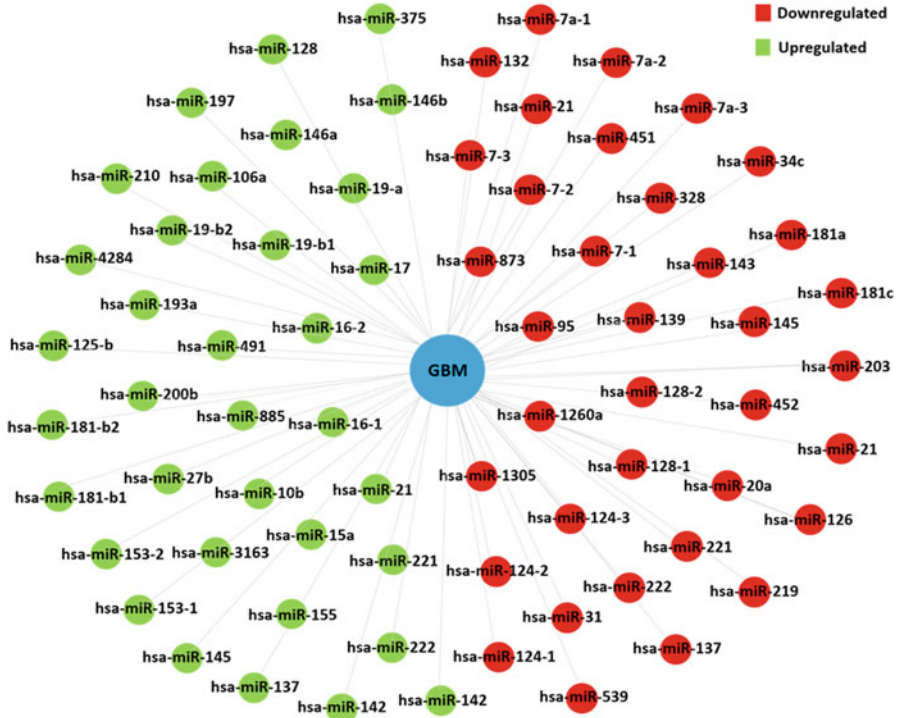 hsa-miR-375
hsa-miR-7a-1
Downregulated
hsa-miR-128
hsa-miR-132
hsa-miR-7a-2
Upregulated
hsa-miR-197
hsa-miR-146b
hsa-miR-21
hsa-miR-7a-3
hsa-miR-146a
hsa-miR-451
hsa-miR-7-3
hsa-miR-34c
hsa-miR-210
hsa-miR-106a
hsa-miR-19-a
hsa-miR-7-2
hsa-miR-328
hsa-miR-19-b2
hsa-miR-19-b1
hsa-miR-181a
hsa-miR-4284
hsa-miR-17
hsa-miR-873
hsa-miR-7-1
hsa-miR-143
hsa-miR-181c
hsa-miR-193a
hsa-miR-16-2
hsa-miR-95
hsa-miR-139
hsa-miR-145
hsa-miR-125-b
hsa-miR-491
GBM
hsa-miR-203
hsa-miR-200b
hsa-miR-128-2
hsa-miR-452
hsa-miR-181-b2
hsa-miR-885
hsa-miR-16-1
hsa-miR-1260a
hsa-miR-21
hsa-miR-181-b1
hsa-miR-27b
hsa-miR-10b
hsa-miR-21
hsa-miR-1305
hsa-miR-128-1
hsa-miR-20a
hsa-miR-126
hsa-miR-153-2
hsa-miR-3163
hsa-miR-15a
hsa-miR-124-3
hsa-miR-221
hsa-miR-221
hsa-miR-124-2
hsa-miR-222
hsa-miR-219
hsa-miR-153-1
hsa-miR-155
hsa-miR-31
hsa-miR-145
hsa-miR-222
hsa-miR-124-1
hsa-miR-137
hsa-miR-137
hsa-miR-142
hsa-miR-142
hsa-miR-539